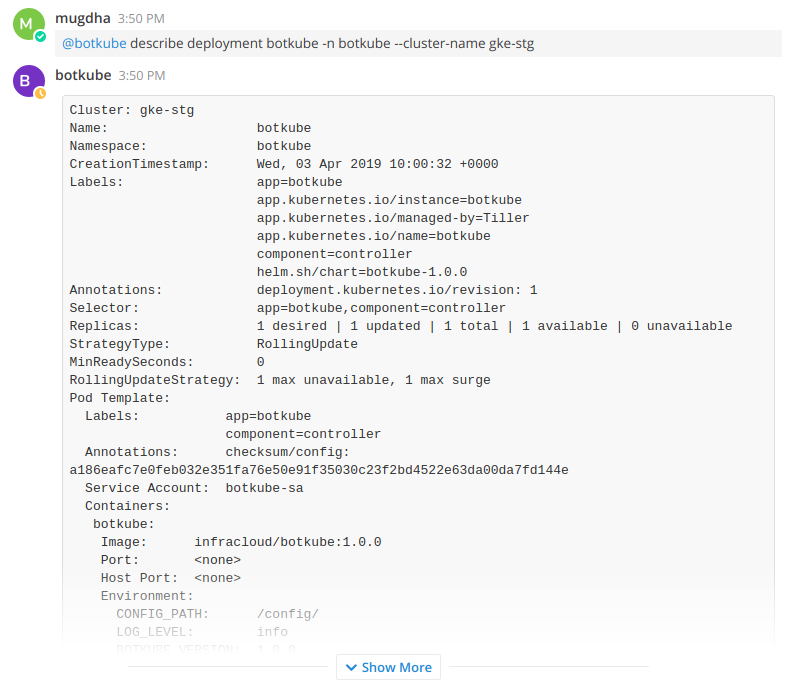 M
mugdha 3:50 PM
@botkube describe deployment botkube -n botkube --cluster-name gke-stg
B
botkube 3:50 PM
Cluster: gke-stg
Name:                   botkube
Namespace:              botkube
CreationTimestamp:      Wed, 03 Apr 2019 10:00:32 +0000
Labels:                 app=botkube
                        app.kubernetes.io/instance=botkube
                        app.kubernetes.io/managed-by=Tiller
                        app.kubernetes.io/name=botkube
                        component=controller
                        helm.sh/chart=botkube-1.0.0
Annotations:            deployment.kubernetes.io/revision: 1
Selector:               app=botkube,component=controller
Replicas:               1 desired | 1 updated | 1 total | 1 available | 0 unavailable
StrategyType:           RollingUpdate
MinReadySeconds:        0
RollingUpdateStrategy:  1 max unavailable, 1 max surge
Pod Template:
  Labels:           app=botkube
                    component=controller
  Annotations:      checksum/config:
a186eafc7e0feb032e351fa76e50e91f35030c23f2bd4522e63da00da7fd144e
  Service Account:  botkube-sa
  Containers:
   botkube:
    Image:      infracloud/botkube:1.0.0
    Port:       <none>
    Host Port:  <none>
    Environment:
      CONFIG_PATH:      /config/
      LOG_LEVEL:        info
      BOTKUBE_VERSION:  1.0.0
Show More